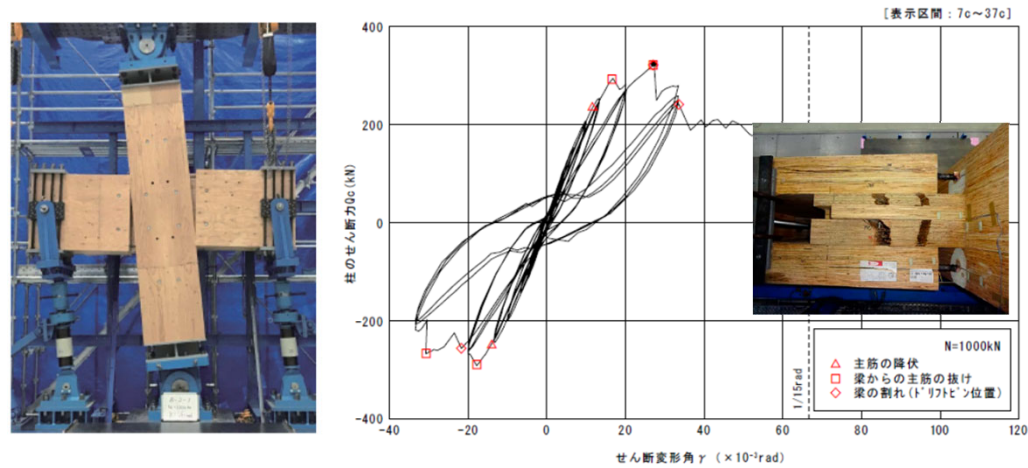 [表示区間：7c～37c]
柱のせん断力Qc(kN)
400
200
0
-200
-400
-40
-20
0
20
40
60
80
100
120
せん断変形角γ（×10⁻³rad）
1/15rad
N=1000kN
△ 主筋の降伏
□ 梁からの主筋の抜け
◇ 梁の割れ(ﾄﾞﾘﾌﾄﾋﾟﾝ位置)